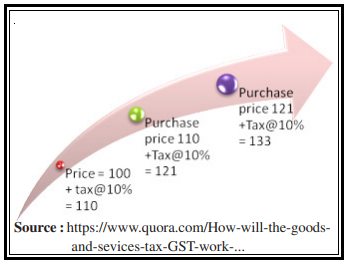 .
Price = 100
+ tax@10%
= 110
Purchase
price 110
+Tax@10%
= 121
Purchase
price 121
+Tax@10%
= 133
Source : https://www.quora.com/How-will-the-goods-
and-sevices-tax-GST-work-...